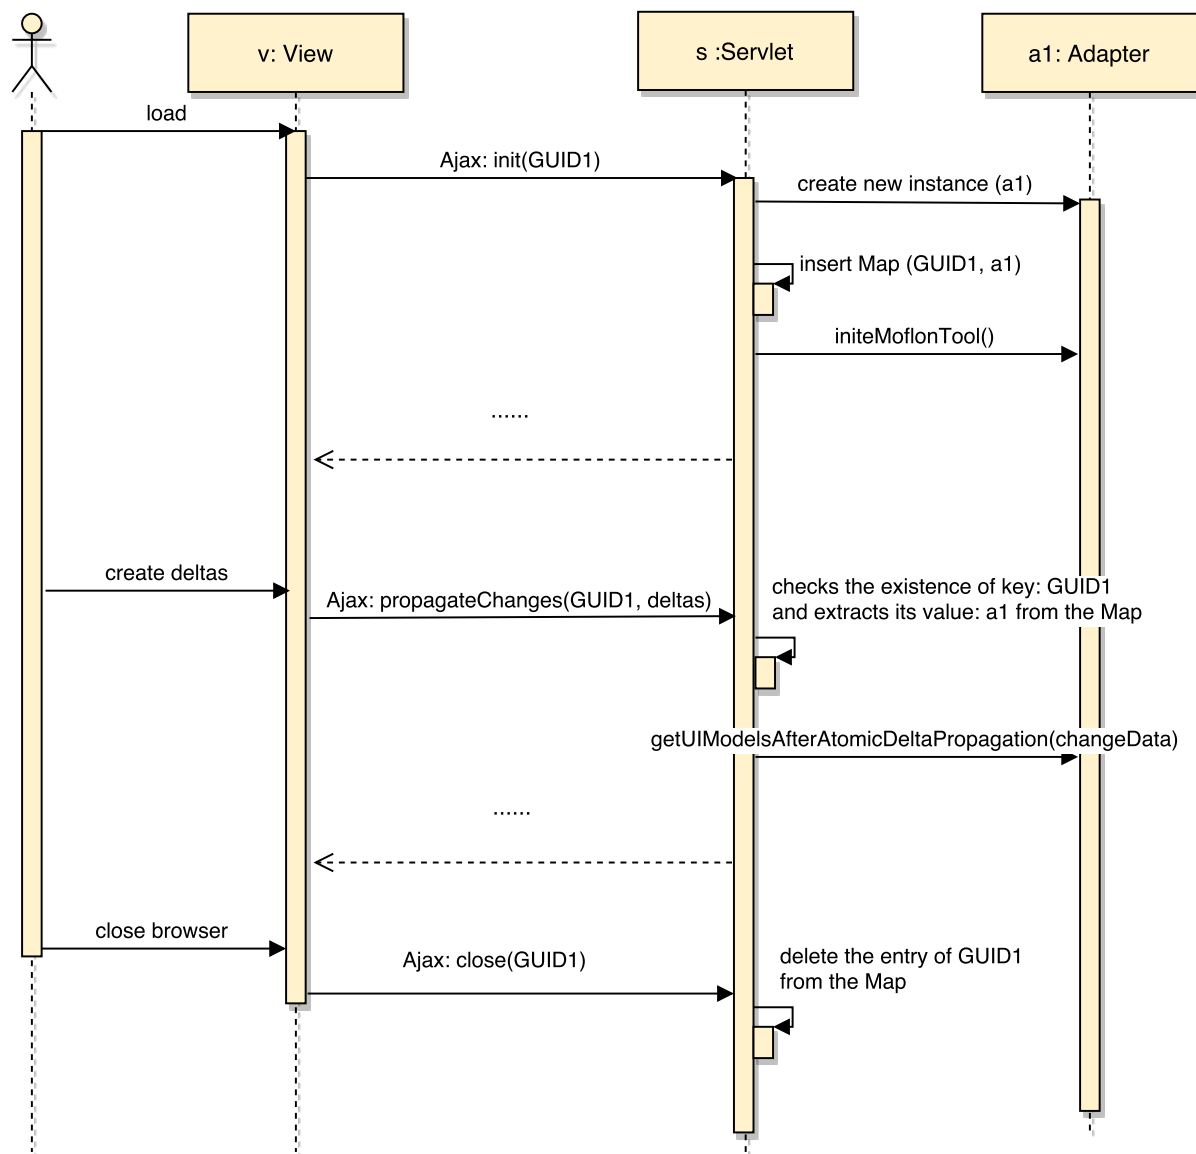 v: View
s :Servlet
a1: Adapter
load
Ajax: init(GUID1)
create new instance (a1)
insert Map (GUID1, a1)
initeMoflonTool()
......
create deltas
Ajax: propagateChanges(GUID1, deltas)
checks the existence of key: GUID1
and extracts its value: a1 from the Map
getUIModelsAfterAtomicDeltaPropagation(changeData)
......
close browser
Ajax: close(GUID1)
delete the entry of GUID1
from the Map